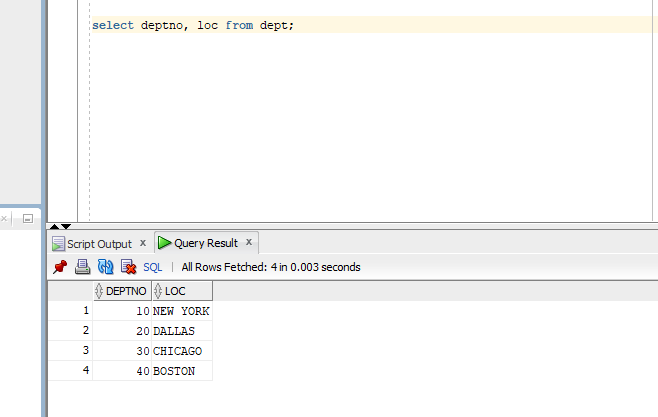 select deptno, loc from dept;
Script Output x Query Result x
SQL | All Rows Fetched: 4 in 0.003 seconds
DEPTNO LOC
1 10 NEW YORK
2 20 DALLAS
3 30 CHICAGO
4 40 BOSTON